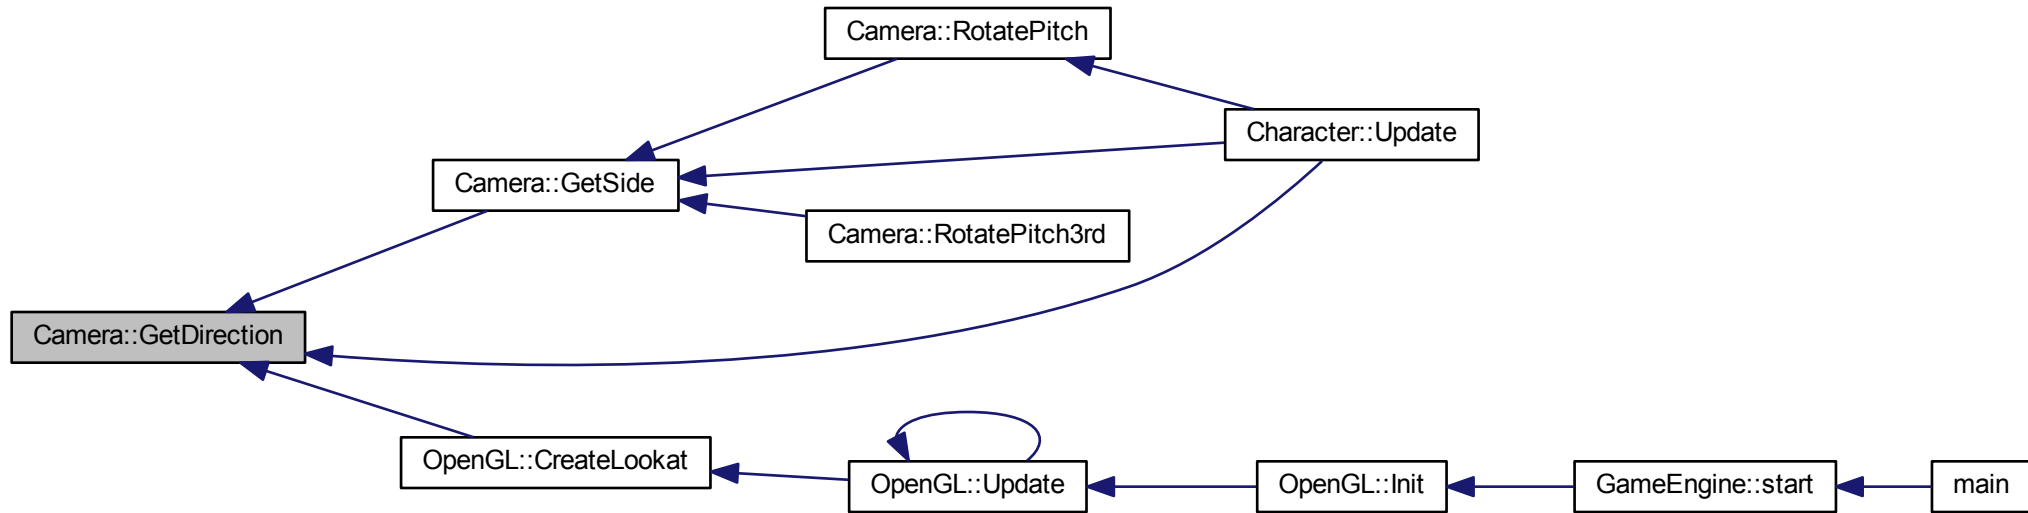 Camera::RotatePitch
Character::Update
Camera::GetSide
Camera::RotatePitch3rd
Camera::GetDirection
OpenGL::CreateLookat
OpenGL::Update
OpenGL::Init
GameEngine::start
main